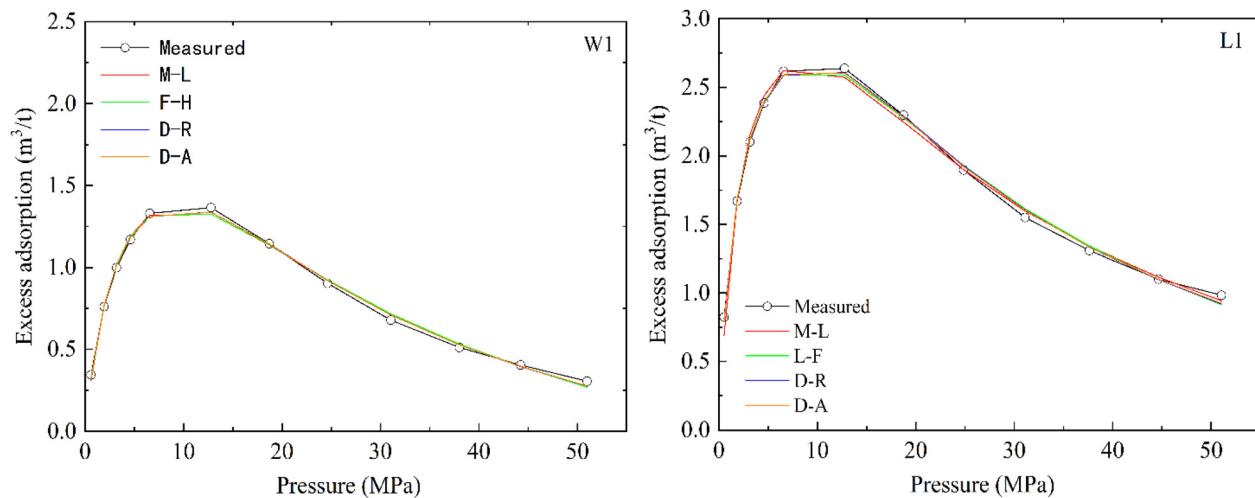 W1
Measured
M-L
F-H
D-R
D-A
Excess adsorption (m³/t)
2.5
2.0
1.5
1.0
0.5
0.0
0 10 20 30 40 50
Pressure (MPa)
L1
Excess adsorption (m³/t)
3.0
2.5
2.0
1.5
1.0
0.5
0.0
Measured
M-L
L-F
D-R
D-A
0 10 20 30 40 50
Pressure (MPa)